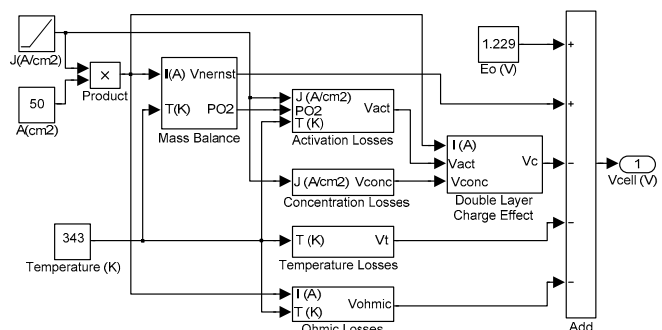 J(A/cm2)
50
A(cm2)
×
Product
I(A) Vnernst
T(K) PO2
Mass Balance
J (A/cm2)
PO2
T (K)
Vact
Activation Losses
J (A/cm2) Vconc
Concentration Losses
I (A)
Vact
Vconc
Vc
Double Layer
Charge Effect
1.229
Eo (V)
343
Temperature (K)
T (K) Vt
Temperature Losses
I (A)
T (K)
Vohmic
Ohmic Losses
+
+
−
−
−
Add
1
Vcell (V)